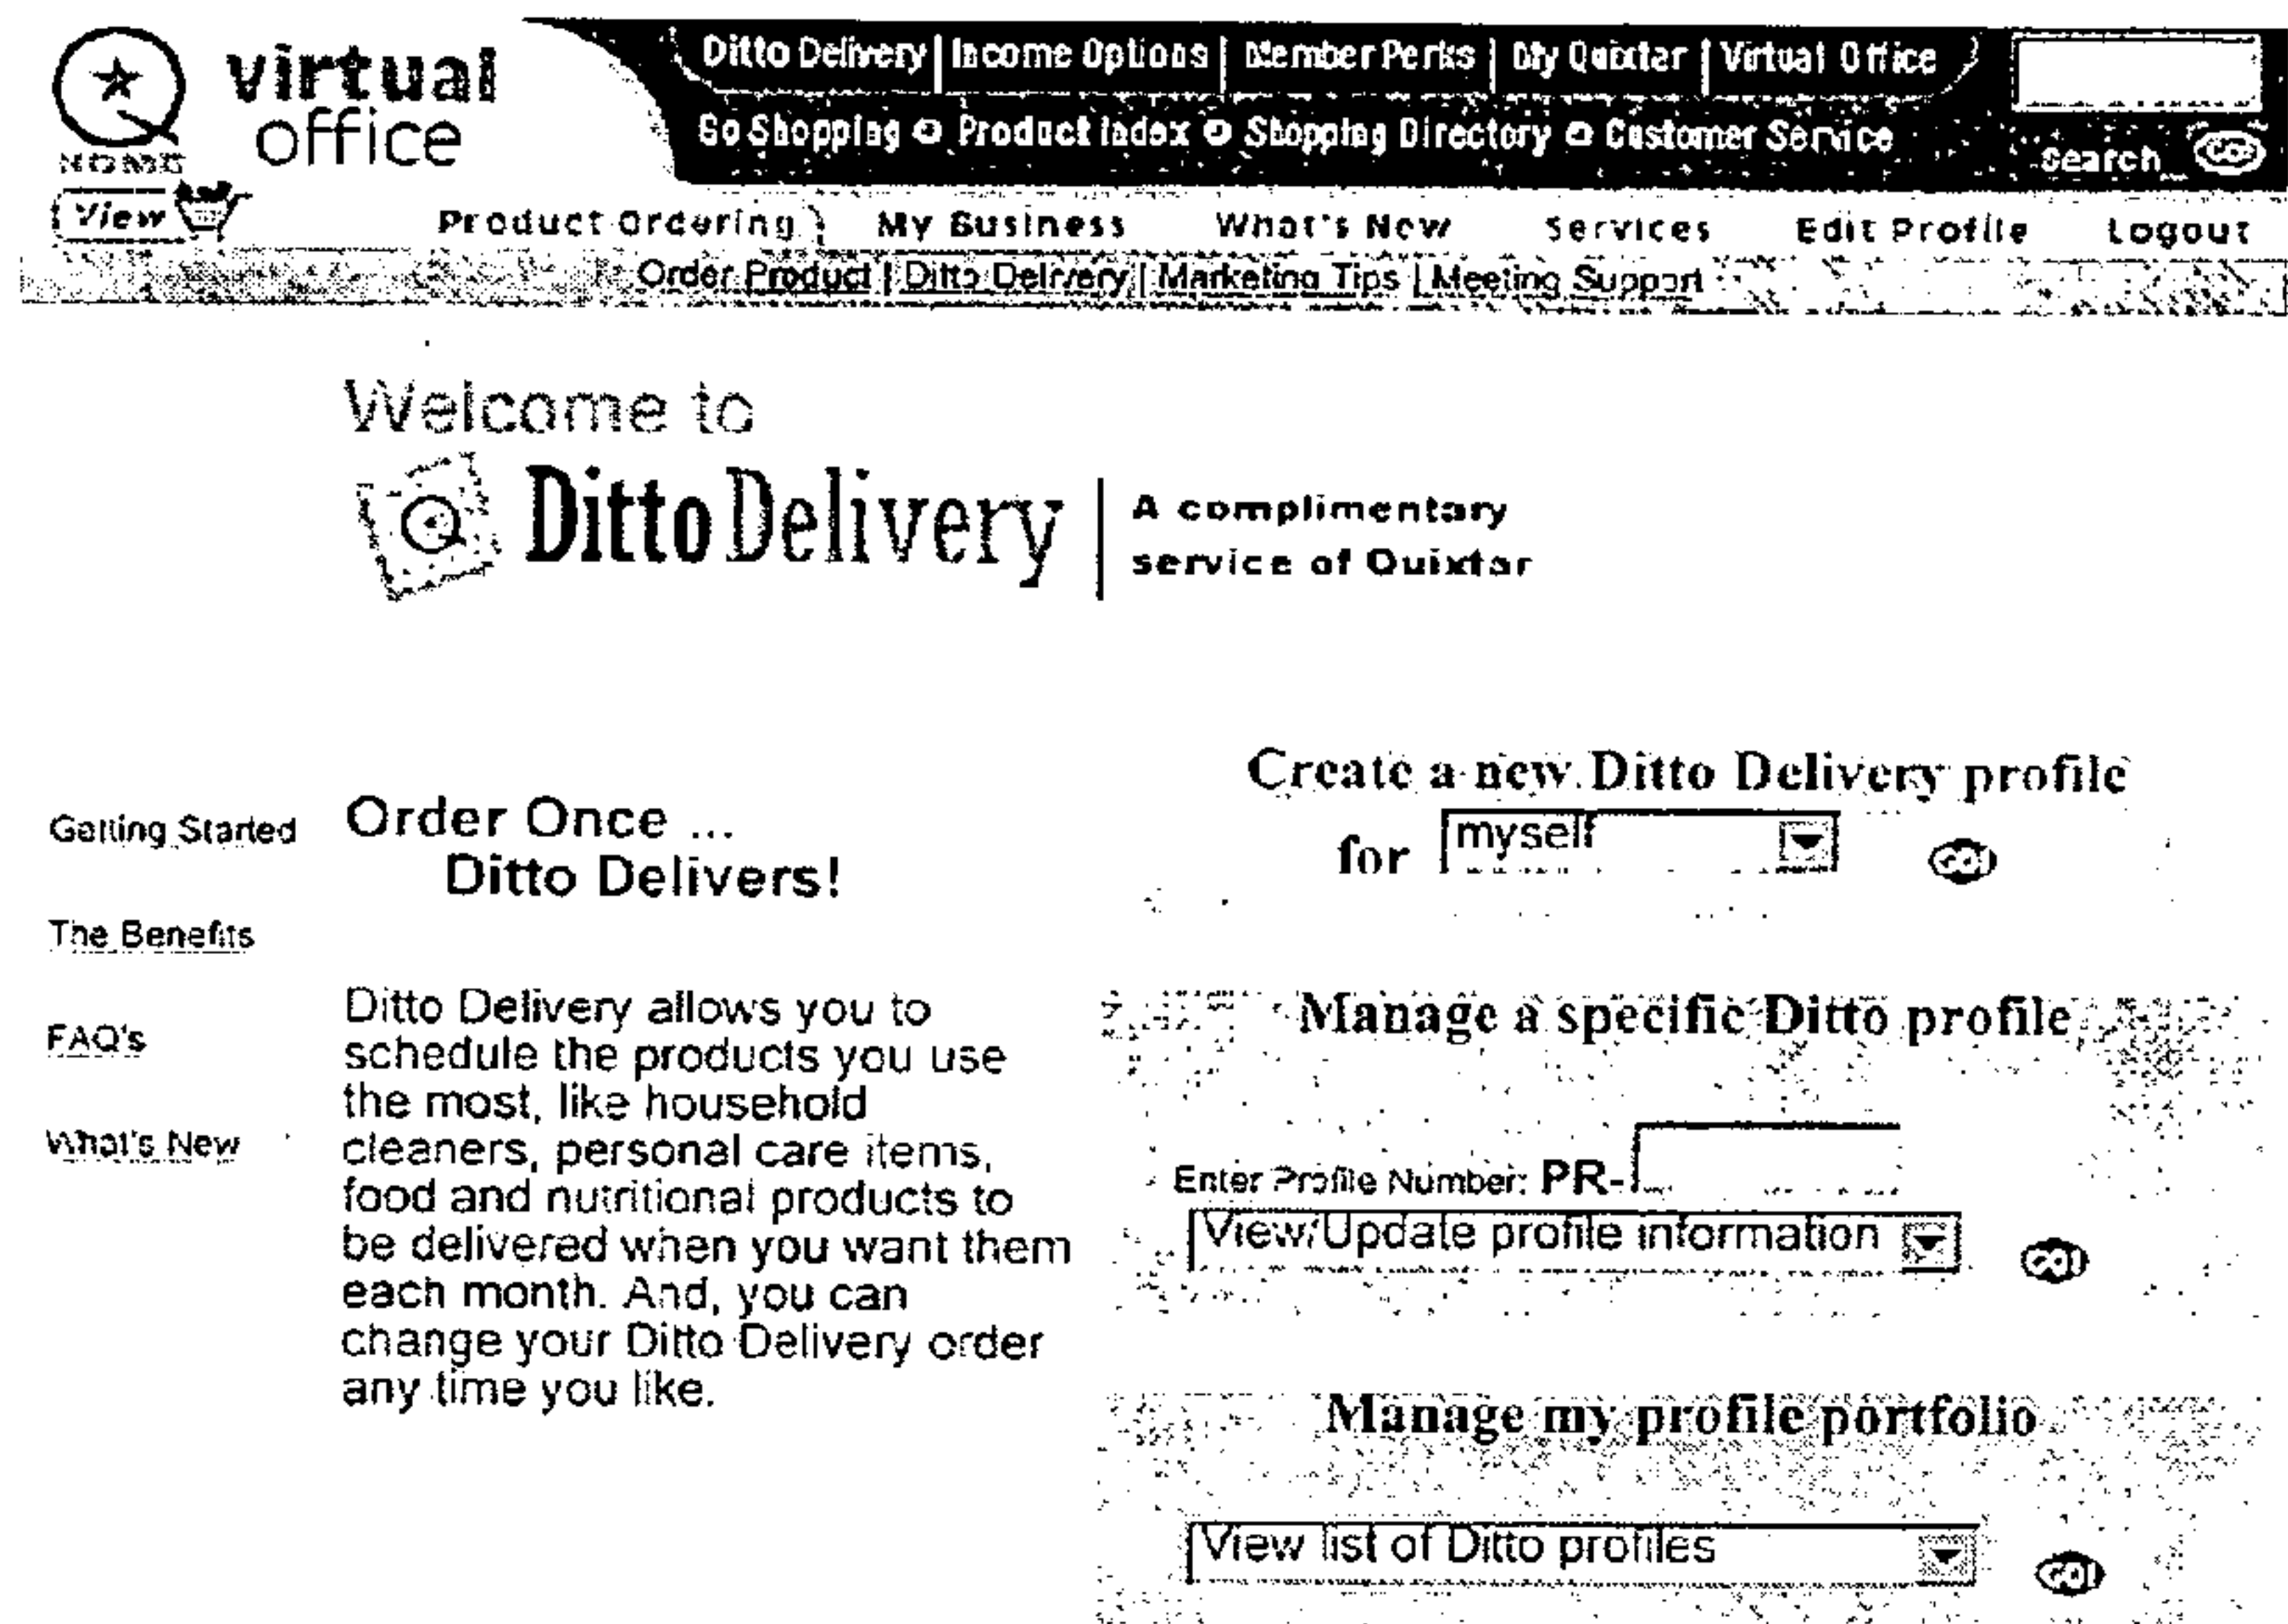 virtual
office
HOME
View
Ditto Delivery | Income Options | Member Perks | My Quixtar | Virtual Office
Go Shopping Product Index Shopping Directory Customer Service
Search GO!
Product Ordering My Business What's New Services Edit Profile Logout
Order Product | Ditto Delivery | Marketing Tips | Meeting Support
Welcome to
Ditto Delivery
A complimentary
service of Quixtar
Getting Started
The Benefits
FAQ's
What's New
Order Once ...
Ditto Delivers!
Ditto Delivery allows you to
schedule the products you use
the most, like household
cleaners, personal care items,
food and nutritional products to
be delivered when you want them
each month. And, you can
change your Ditto Delivery order
any time you like.
Create a new Ditto Delivery profile
for myself GO!
Manage a specific Ditto profile
Enter Profile Number: PR-
View/Update profile information GO!
Manage my profile portfolio
View list of Ditto profiles GO!